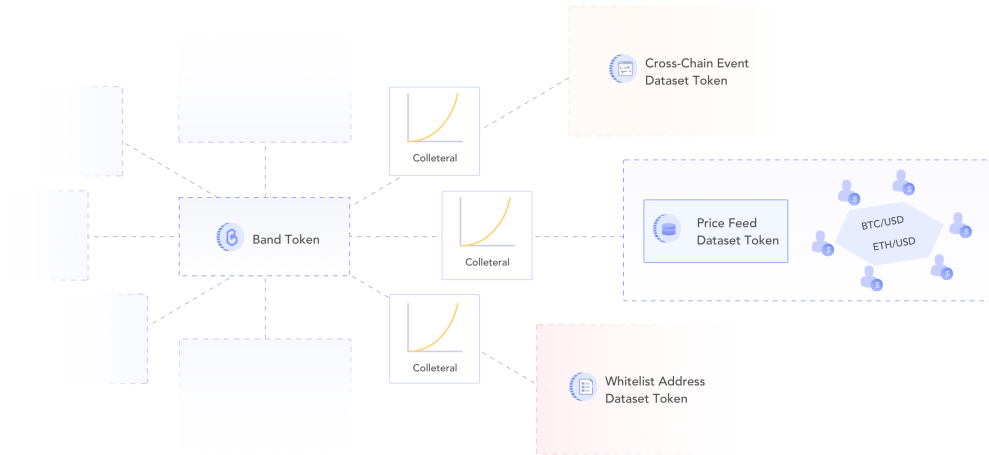 Cross-Chain Event
Dataset Token
Colleteral
Band Token
Colleteral
Price Feed
Dataset Token
BTC/USD
ETH/USD
$
$
$
$
$
$
Colleteral
Whitelist Address
Dataset Token